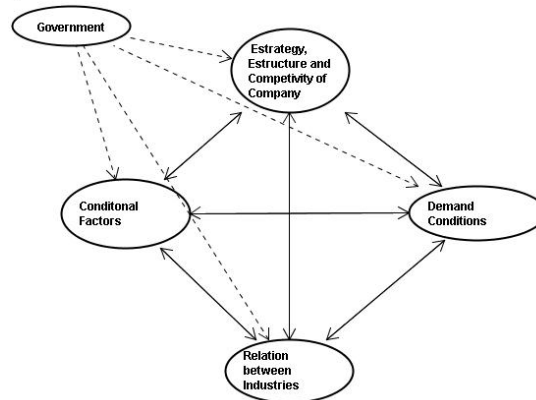 Government
Estrategy,
Estructure and
Competivity of
Company
Conditonal
Factors
Demand
Conditions
Relation
between
Industries